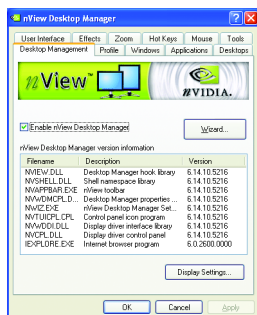 nView Desktop Manager
User Interface Effects Zoom Hot Keys Mouse Tools
Desktop Management Profile Windows Applications Desktops
nView™
NVIDIA.
Enable nView Desktop Manager
Wizard...
nView Desktop Manager version information
Filename Description Version
NVIEW.DLL Desktop Manager hook library 6.14.10.5216
NVSHELL.DLL Shell namespace library 6.14.10.5216
NVAPPBAR.EXE nView toolbar 6.14.10.5216
NVWDMCPL.D... Desktop Manager properties ... 6.14.10.5216
NWIZ.EXE nView Desktop Manager Set... 6.14.10.5216
NVTUICPL.CPL Control panel icon program 6.14.10.5216
NVWDDI.DLL Display driver interface library 6.14.10.5216
NVCPL.DLL Display driver control panel 6.14.10.5216
IEXPLORE.EXE Internet browser program 6.0.2600.0000
Display Settings...
OK Cancel Apply